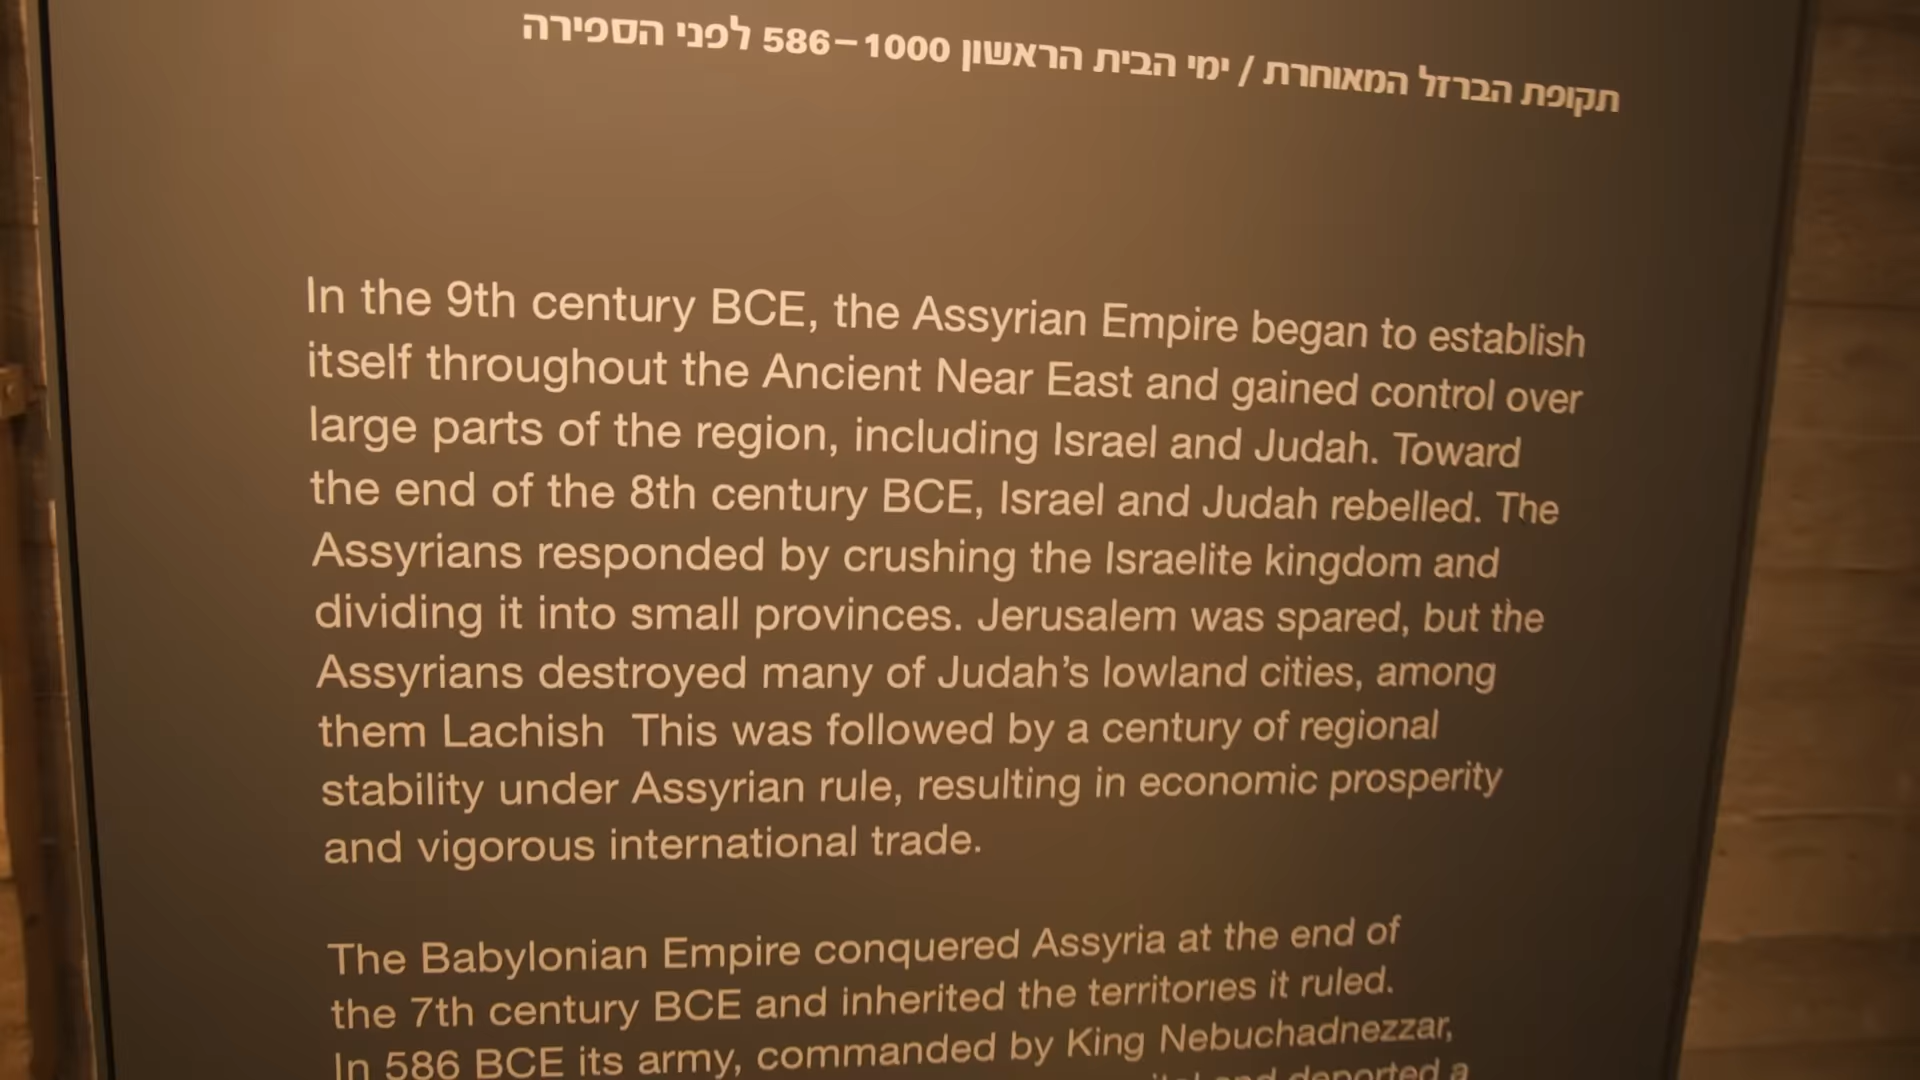 תקופת הברזל המאוחרת / ימי הבית הראשון 1000–586 לפני הספירה
In the 9th century BCE, the Assyrian Empire began to establish
itself throughout the Ancient Near East and gained control over
large parts of the region, including Israel and Judah. Toward
the end of the 8th century BCE, Israel and Judah rebelled. The
Assyrians responded by crushing the Israelite kingdom and
dividing it into small provinces. Jerusalem was spared, but the
Assyrians destroyed many of Judah’s lowland cities, among
them Lachish  This was followed by a century of regional
stability under Assyrian rule, resulting in economic prosperity
and vigorous international trade.
The Babylonian Empire conquered Assyria at the end of
the 7th century BCE and inherited the territories it ruled.
In 586 BCE its army, commanded by King Nebuchadnezzar,
and deported a